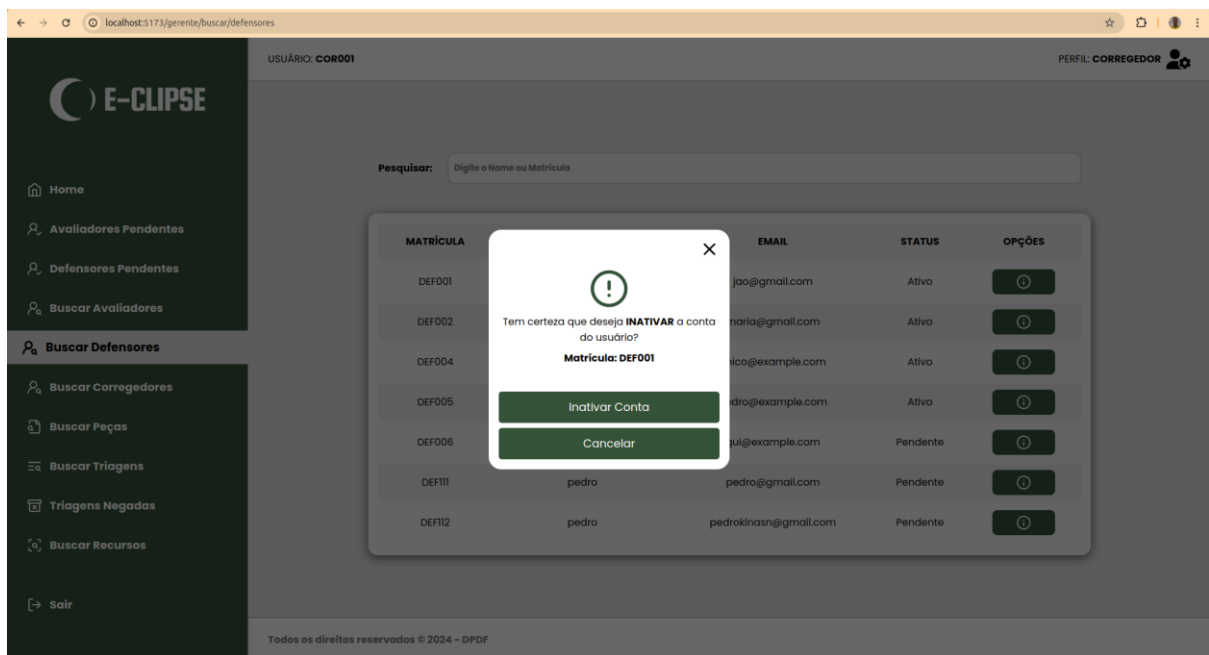 localhost:5173/gerente/buscar/defensores
USUÁRIO: COR001
PERFIL: CORREGEDOR
E-CLIPSE
Home
Avaliadores Pendentes
Defensores Pendentes
Buscar Avaliadores
Buscar Defensores
Buscar Corregedores
Buscar Peças
Buscar Triagens
Triagens Negadas
Buscar Recursos
Sair
Pesquisar: Digite o Nome ou Matrícula
MATRÍCULA EMAIL STATUS OPÇÕES
DEF001 jao@gmail.com Ativo
DEF002 maria@gmail.com Ativo
DEF004 ico@example.com Ativo
DEF005 dro@example.com Ativo
DEF006 gui@example.com Pendente
DEF111 pedro pedro@gmail.com Pendente
DEF112 pedro pedrokinasn@gmail.com Pendente
Tem certeza que deseja INATIVAR a conta
do usuário?
Matrícula: DEF001
Inativar Conta
Cancelar
Todos os direitos reservados © 2024 - DPDF